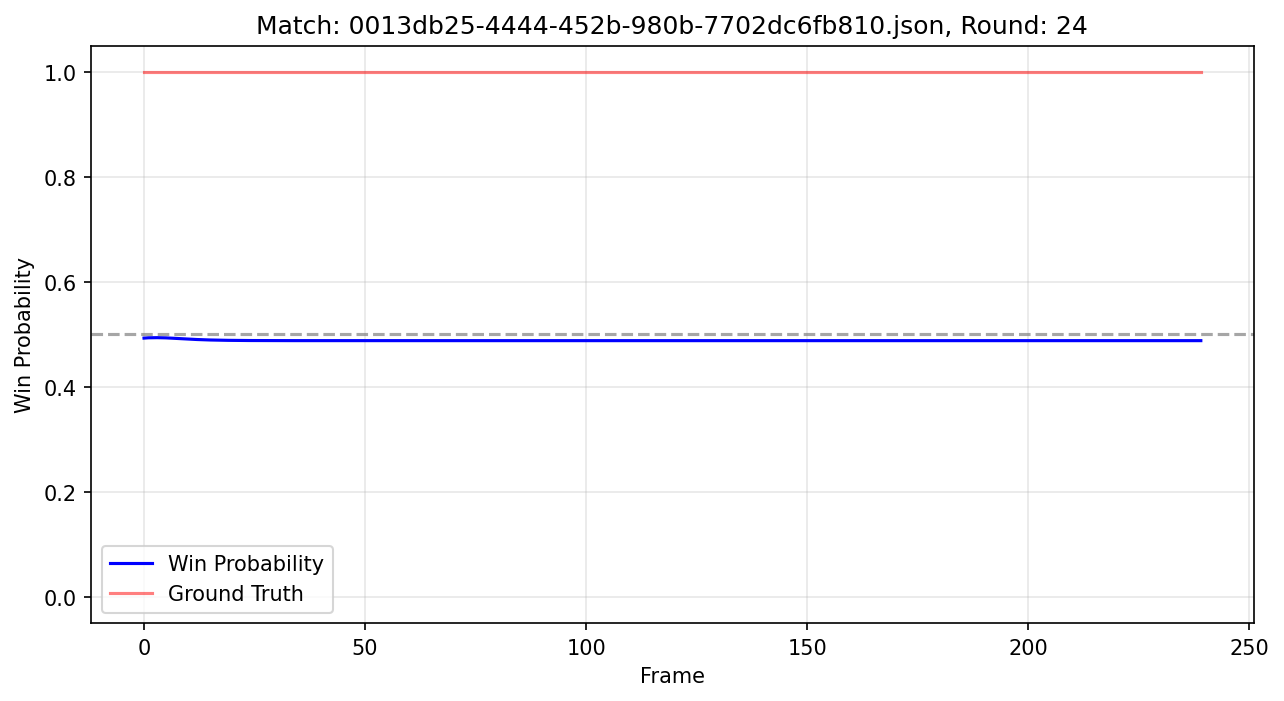 Match: 0013db25-4444-452b-980b-7702dc6fb810.json, Round: 24
Win Probability
1.0
0.8
0.6
0.4
0.2
0.0
Win Probability
Ground Truth
0 50 100 150 200 250
Frame